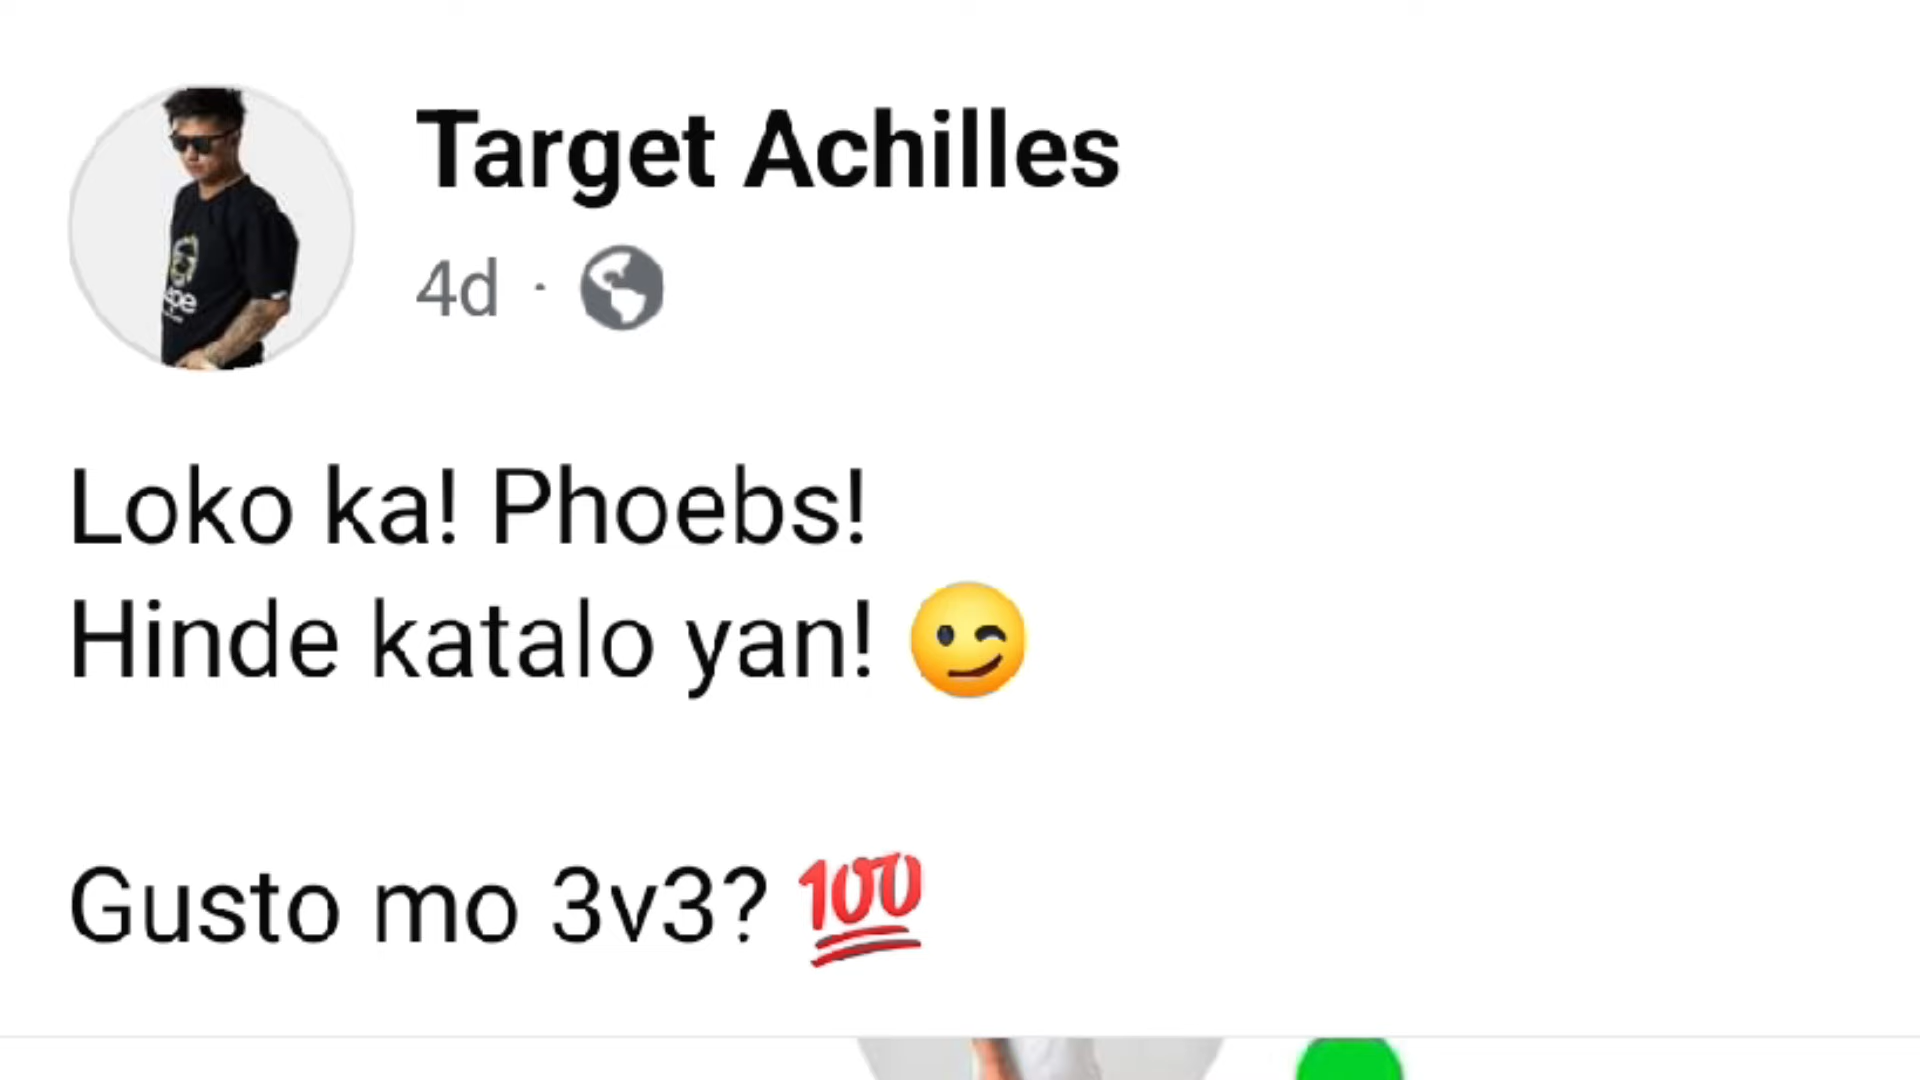 Target Achilles
4d ·
Loko ka! Phoebs!
Hinde katalo yan! 😉
Gusto mo 3v3? 💯